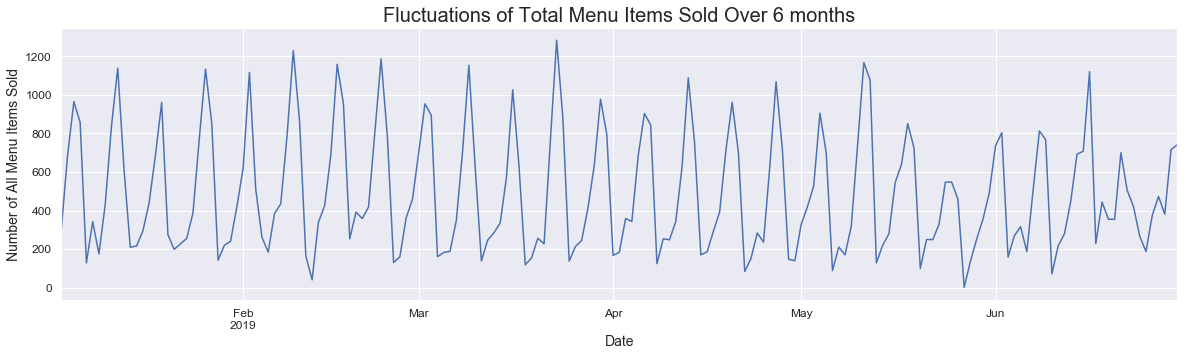 Fluctuations of Total Menu Items Sold Over 6 months
Number of All Menu Items Sold
1200
1000
800
600
400
200
0
Feb
2019
Mar
Apr
May
Jun
Date